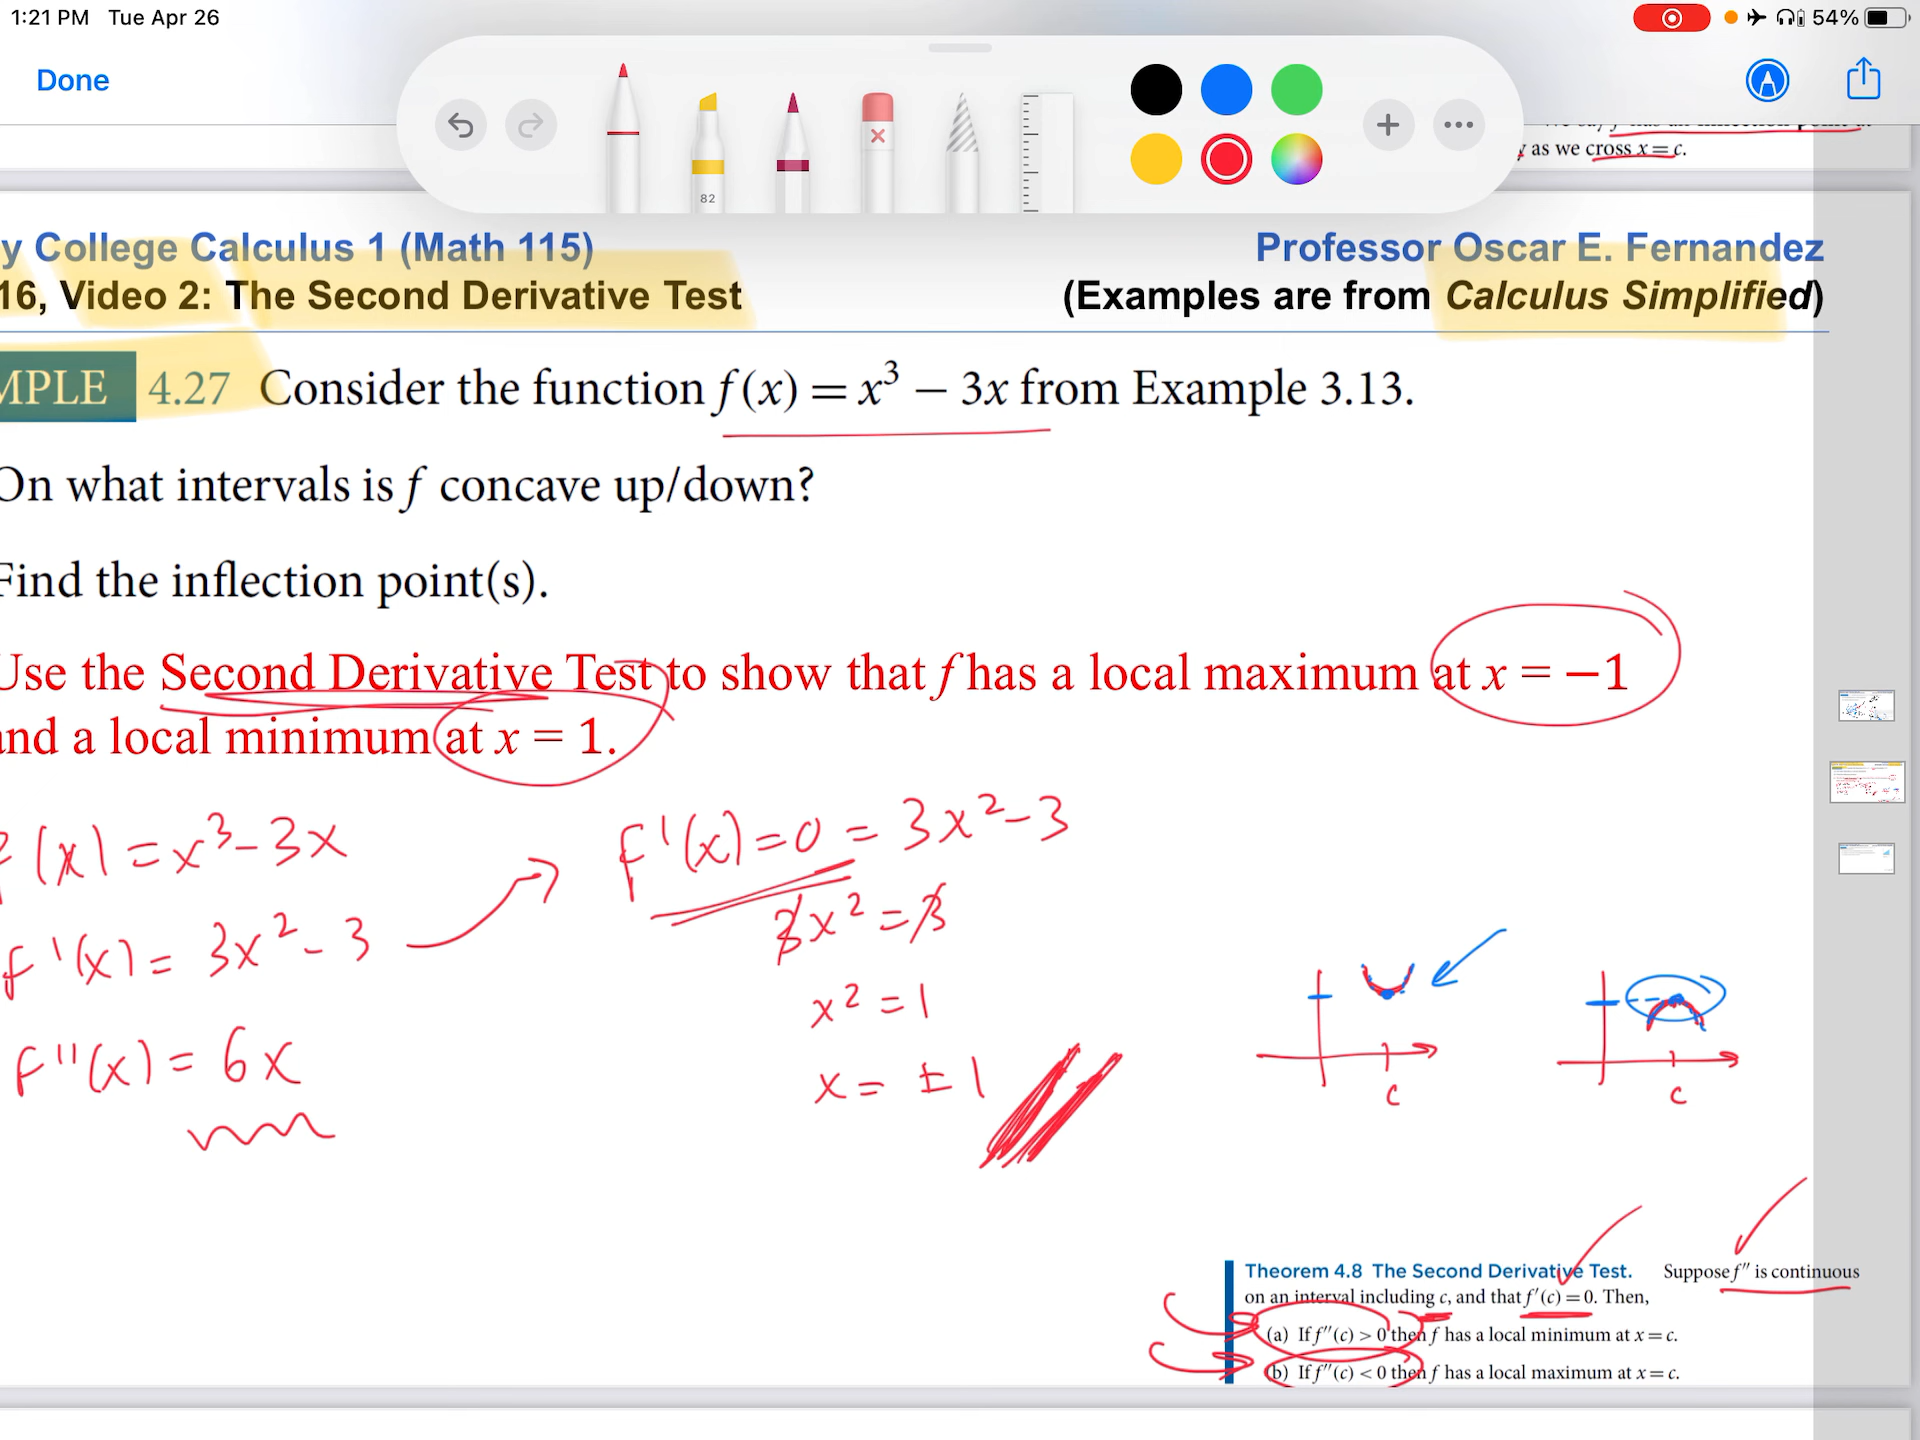 1:21 PM Tue Apr 26
54%
Done
82
as we cross x = c.
y College Calculus 1 (Math 115)
Professor Oscar E. Fernandez
16, Video 2: The Second Derivative Test
(Examples are from Calculus Simplified)
MPLE 4.27 Consider the function f(x) = x³ − 3x from Example 3.13.
On what intervals is f concave up/down?
Find the inflection point(s).
Use the Second Derivative Test to show that f has a local maximum at x = −1
and a local minimum at x = 1.
f(x) = x³-3x
f'(x) = 3x²-3
f''(x) = 6x
f'(x)=0 = 3x²-3
3x² = 3
x² = 1
x = ±1
c
c
Theorem 4.8 The Second Derivative Test. Suppose f″ is continuous
on an interval including c, and that f′(c) = 0. Then,
(a) If f″(c) > 0 then f has a local minimum at x = c.
(b) If f″(c) < 0 then f has a local maximum at x = c.